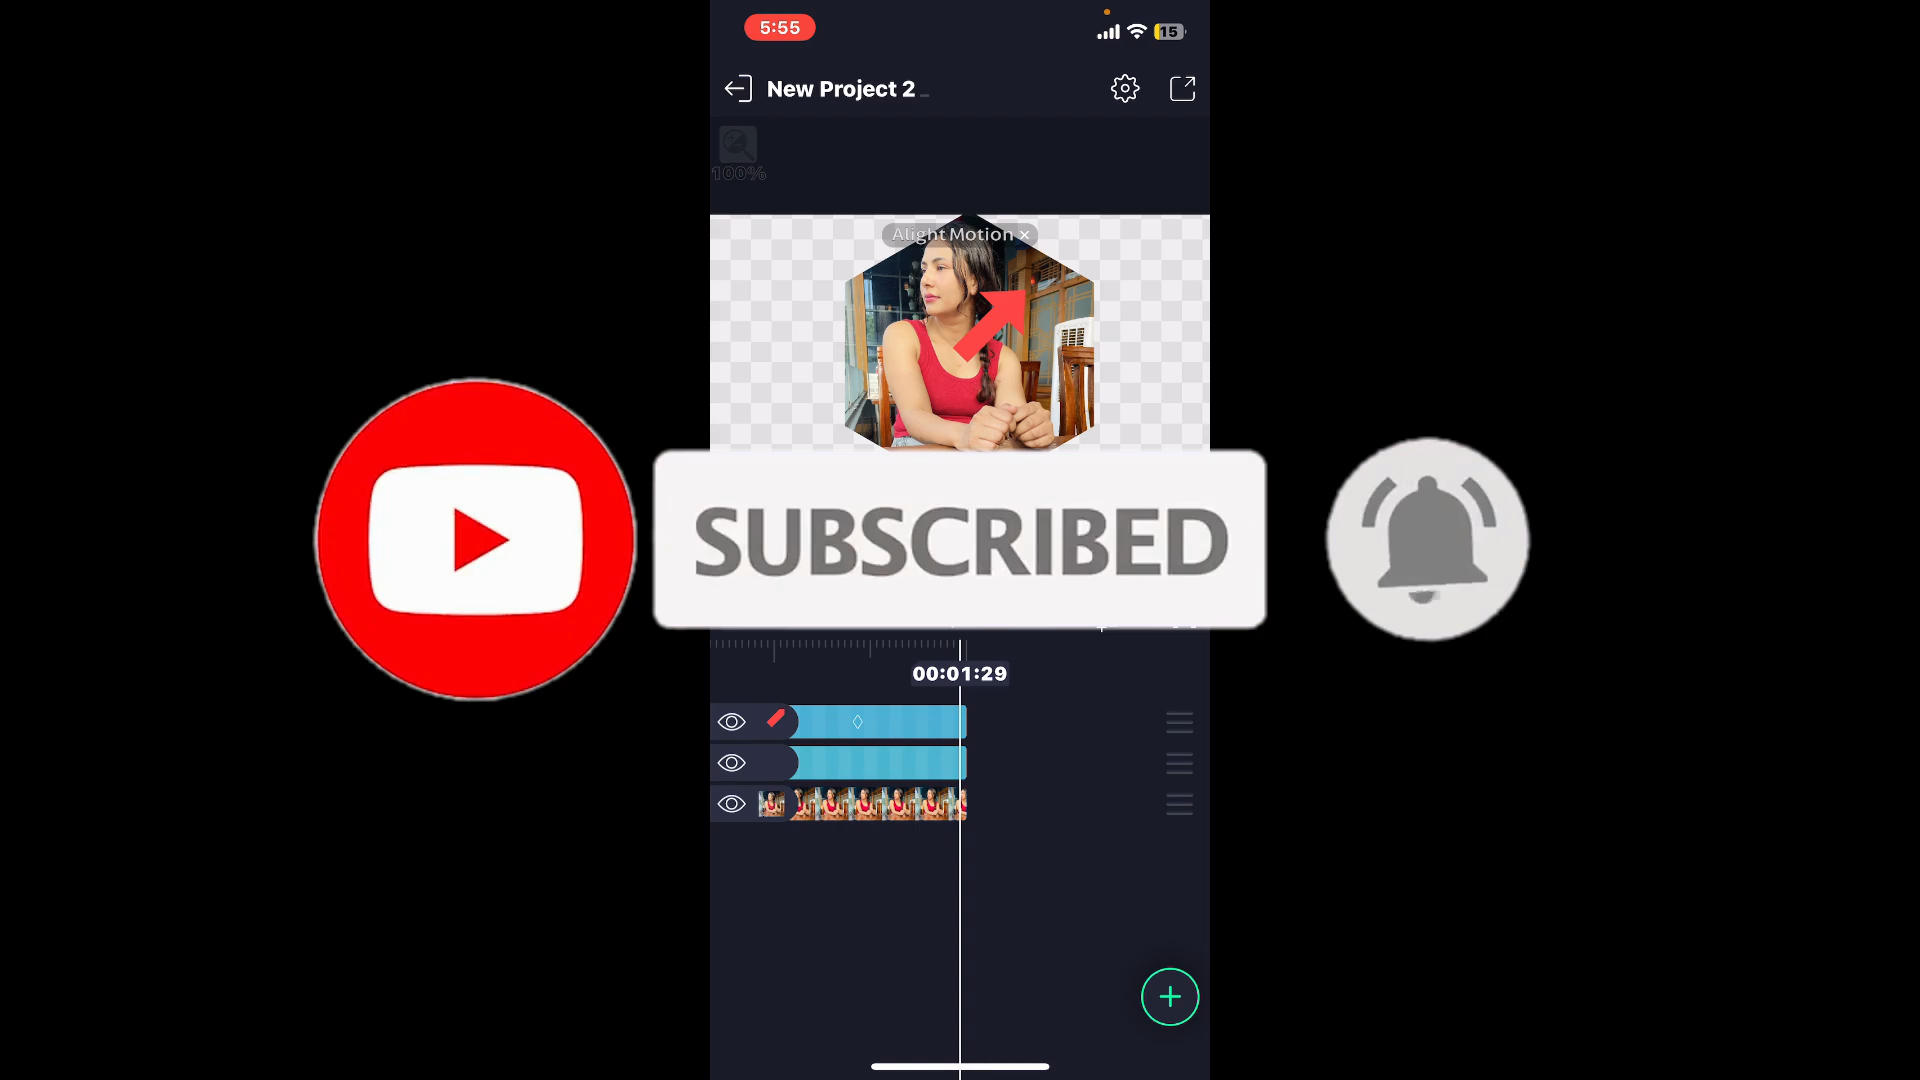 5:55
15
New Project 2
100%
Alight Motion ×
SUBSCRIBED
00:01:29